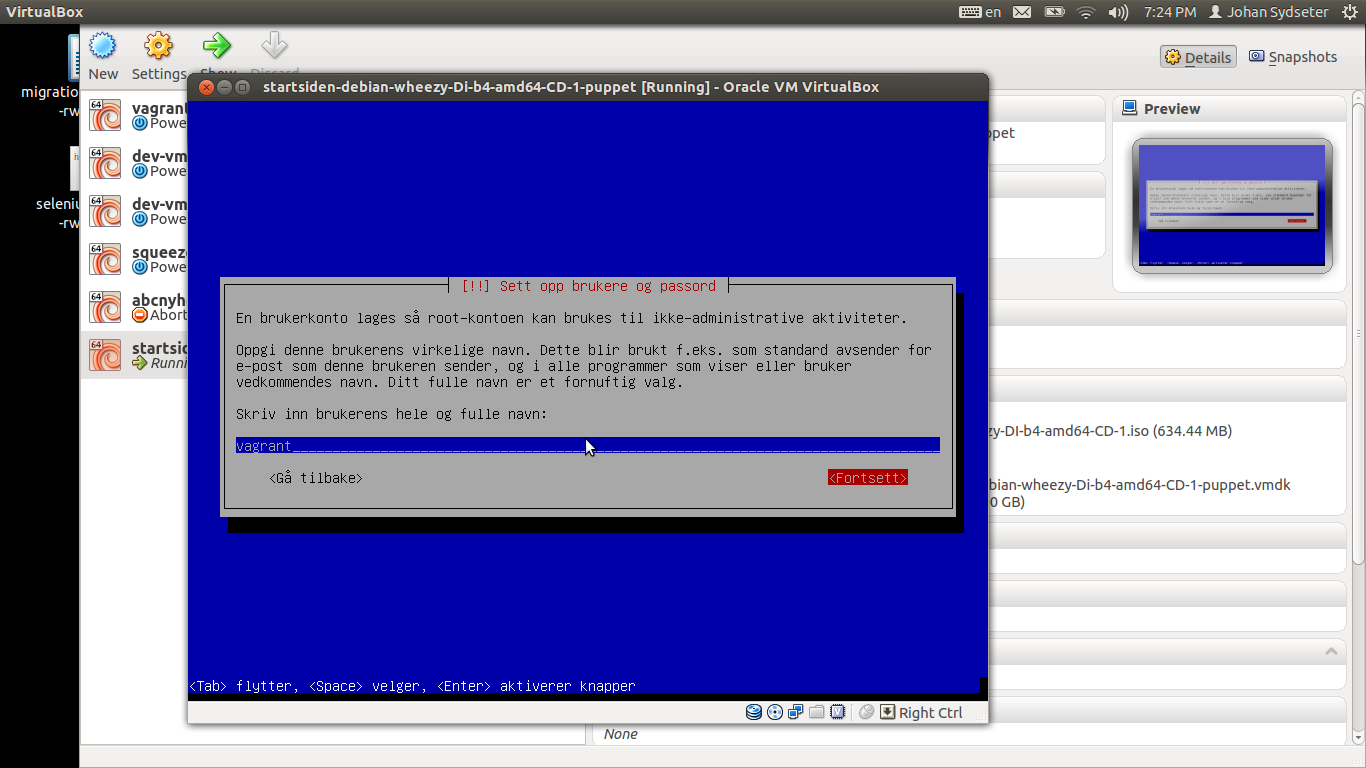 VirtualBox
en
7:24 PM
Johan Sydseter
migratio
-rw
seleniu
-rw
New
Settings
Show
Discard
Details
Snapshots
64
vagrant
Powe
64
dev-vm
Powe
64
dev-vm
Powe
64
squeez
Powe
64
abcnyh
Abort
64
startsid
Runni
startsiden-debian-wheezy-Di-b4-amd64-CD-1-puppet [Running] - Oracle VM VirtualBox
[!!] Sett opp brukere og passord
En brukerkonto lages så root-kontoen kan brukes til ikke-administrative aktiviteter.
Oppgi denne brukerens virkelige navn. Dette blir brukt f.eks. som standard avsender for
e-post som denne brukeren sender, og i alle programmer som viser eller bruker
vedkommendes navn. Ditt fulle navn er et fornuftig valg.
Skriv inn brukerens hele og fulle navn:
vagrant
<Gå tilbake>
<Fortsett>
<Tab> flytter, <Space> velger, <Enter> aktiverer knapper
Right Ctrl
Preview
ppet
zy-DI-b4-amd64-CD-1.iso (634.44 MB)
ebian-wheezy-Di-b4-amd64-CD-1-puppet.vmdk
0 GB)
None